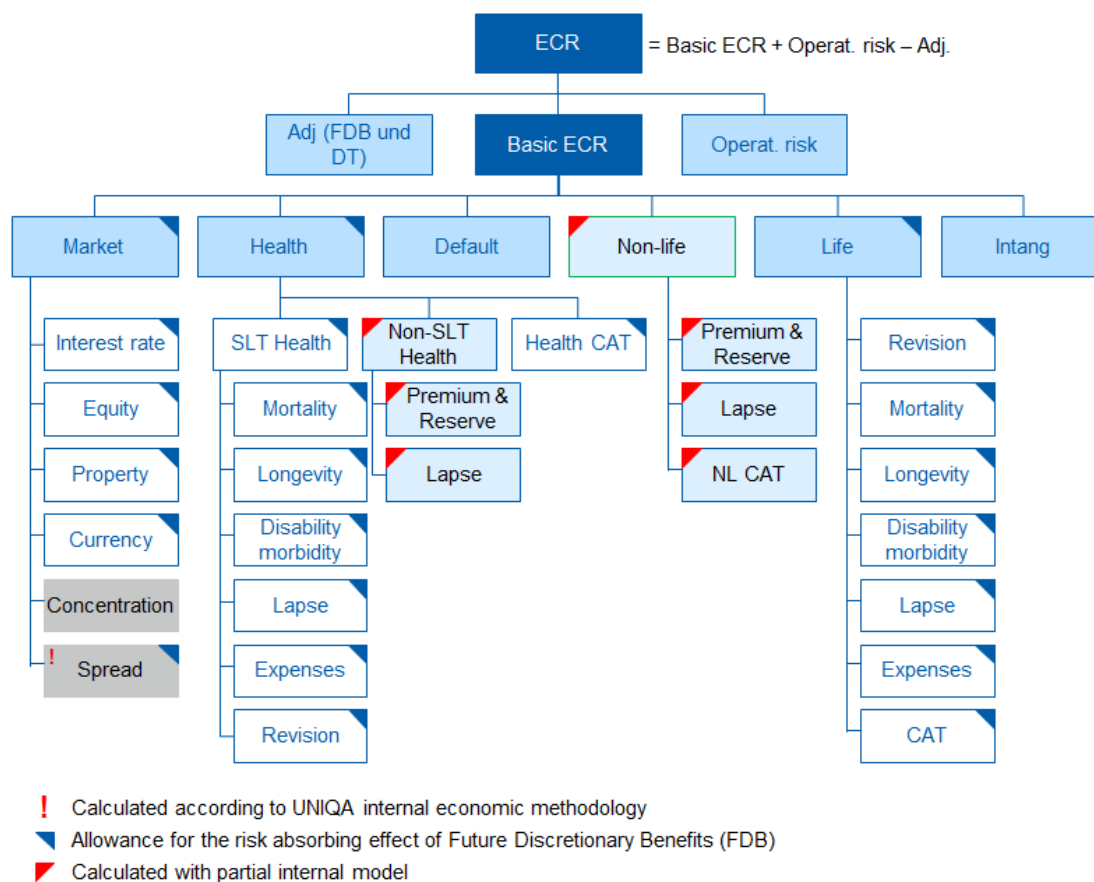 ECR
= Basic ECR + Operat. risk – Adj.
Adj (FDB und
DT)
Basic ECR
Operat. risk
Market
Health
Default
Non-life
Life
Intang
Interest rate
Equity
Property
Currency
Concentration
! Spread
SLT Health
Mortality
Longevity
Disability
morbidity
Lapse
Expenses
Revision
Non-SLT
Health
Premium &
Reserve
Lapse
Health CAT
Premium &
Reserve
Lapse
NL CAT
Revision
Mortality
Longevity
Disability
morbidity
Lapse
Expenses
CAT
! Calculated according to UNIQA internal economic methodology
Allowance for the risk absorbing effect of Future Discretionary Benefits (FDB)
Calculated with partial internal model